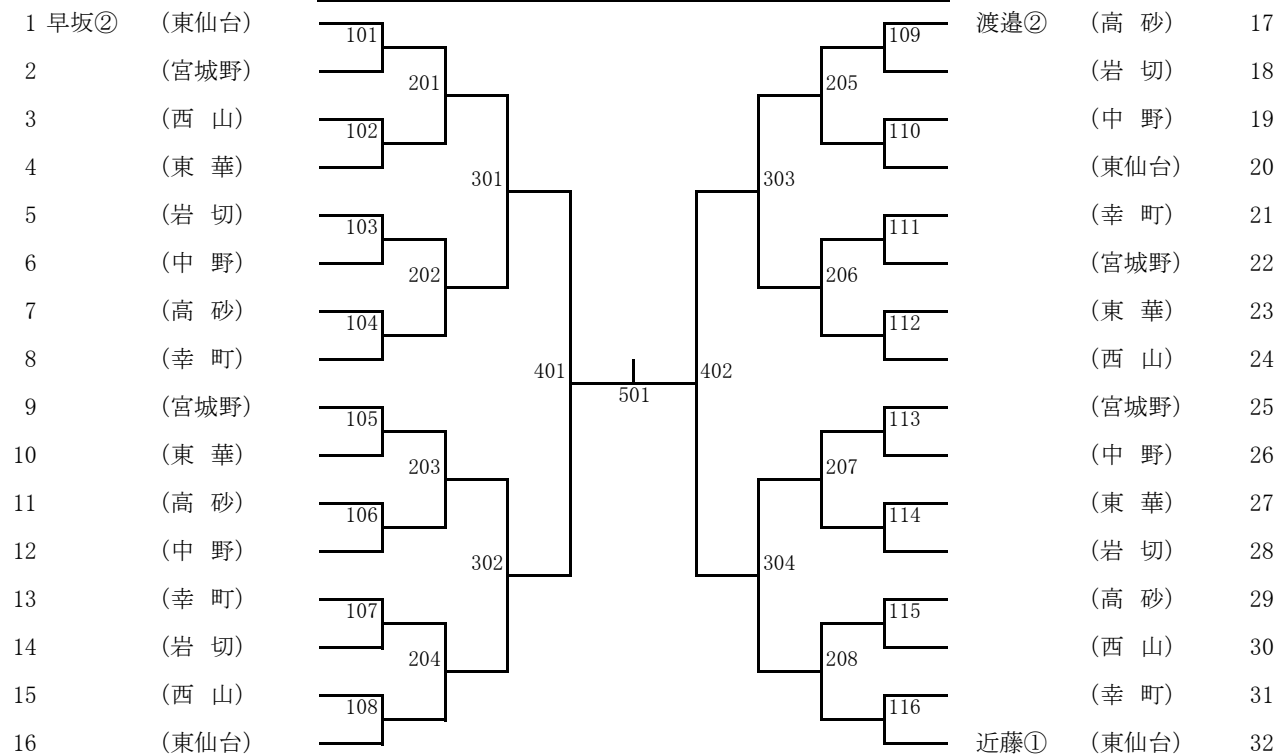 1 早坂② (東仙台) 101 109 渡邉② (高 砂) 17
2 (宮城野) 201 205 (岩 切) 18
3 (西 山) 102 110 (中 野) 19
4 (東 華) 301 303 (東仙台) 20
5 (岩 切) 103 111 (幸 町) 21
6 (中 野) 202 206 (宮城野) 22
7 (高 砂) 104 112 (東 華) 23
8 (幸 町) 401 402 (西 山) 24
501
9 (宮城野) 105 113 (宮城野) 25
10 (東 華) 203 207 (中 野) 26
11 (高 砂) 106 114 (東 華) 27
12 (中 野) 302 304 (岩 切) 28
13 (幸 町) 107 115 (高 砂) 29
14 (岩 切) 204 208 (西 山) 30
15 (西 山) 108 116 (幸 町) 31
16 (東仙台) 近藤① (東仙台) 32